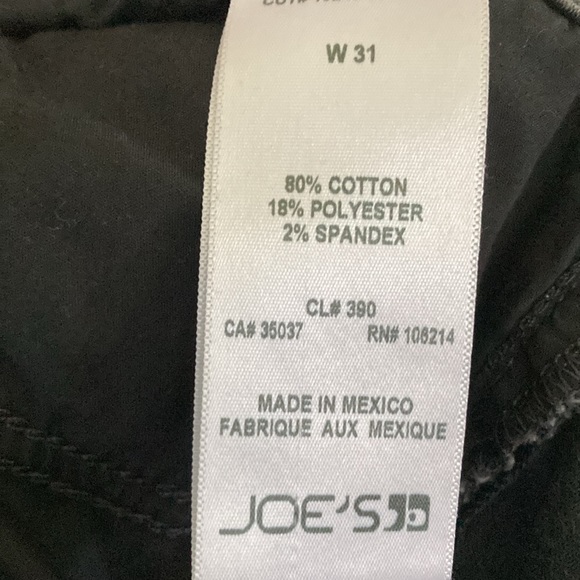 W 31
80% COTTON
18% POLYESTER
2% SPANDEX
CL# 390
CA# 35037 RN# 106214
MADE IN MEXICO
FABRIQUE AUX MEXIQUE
JOE'S